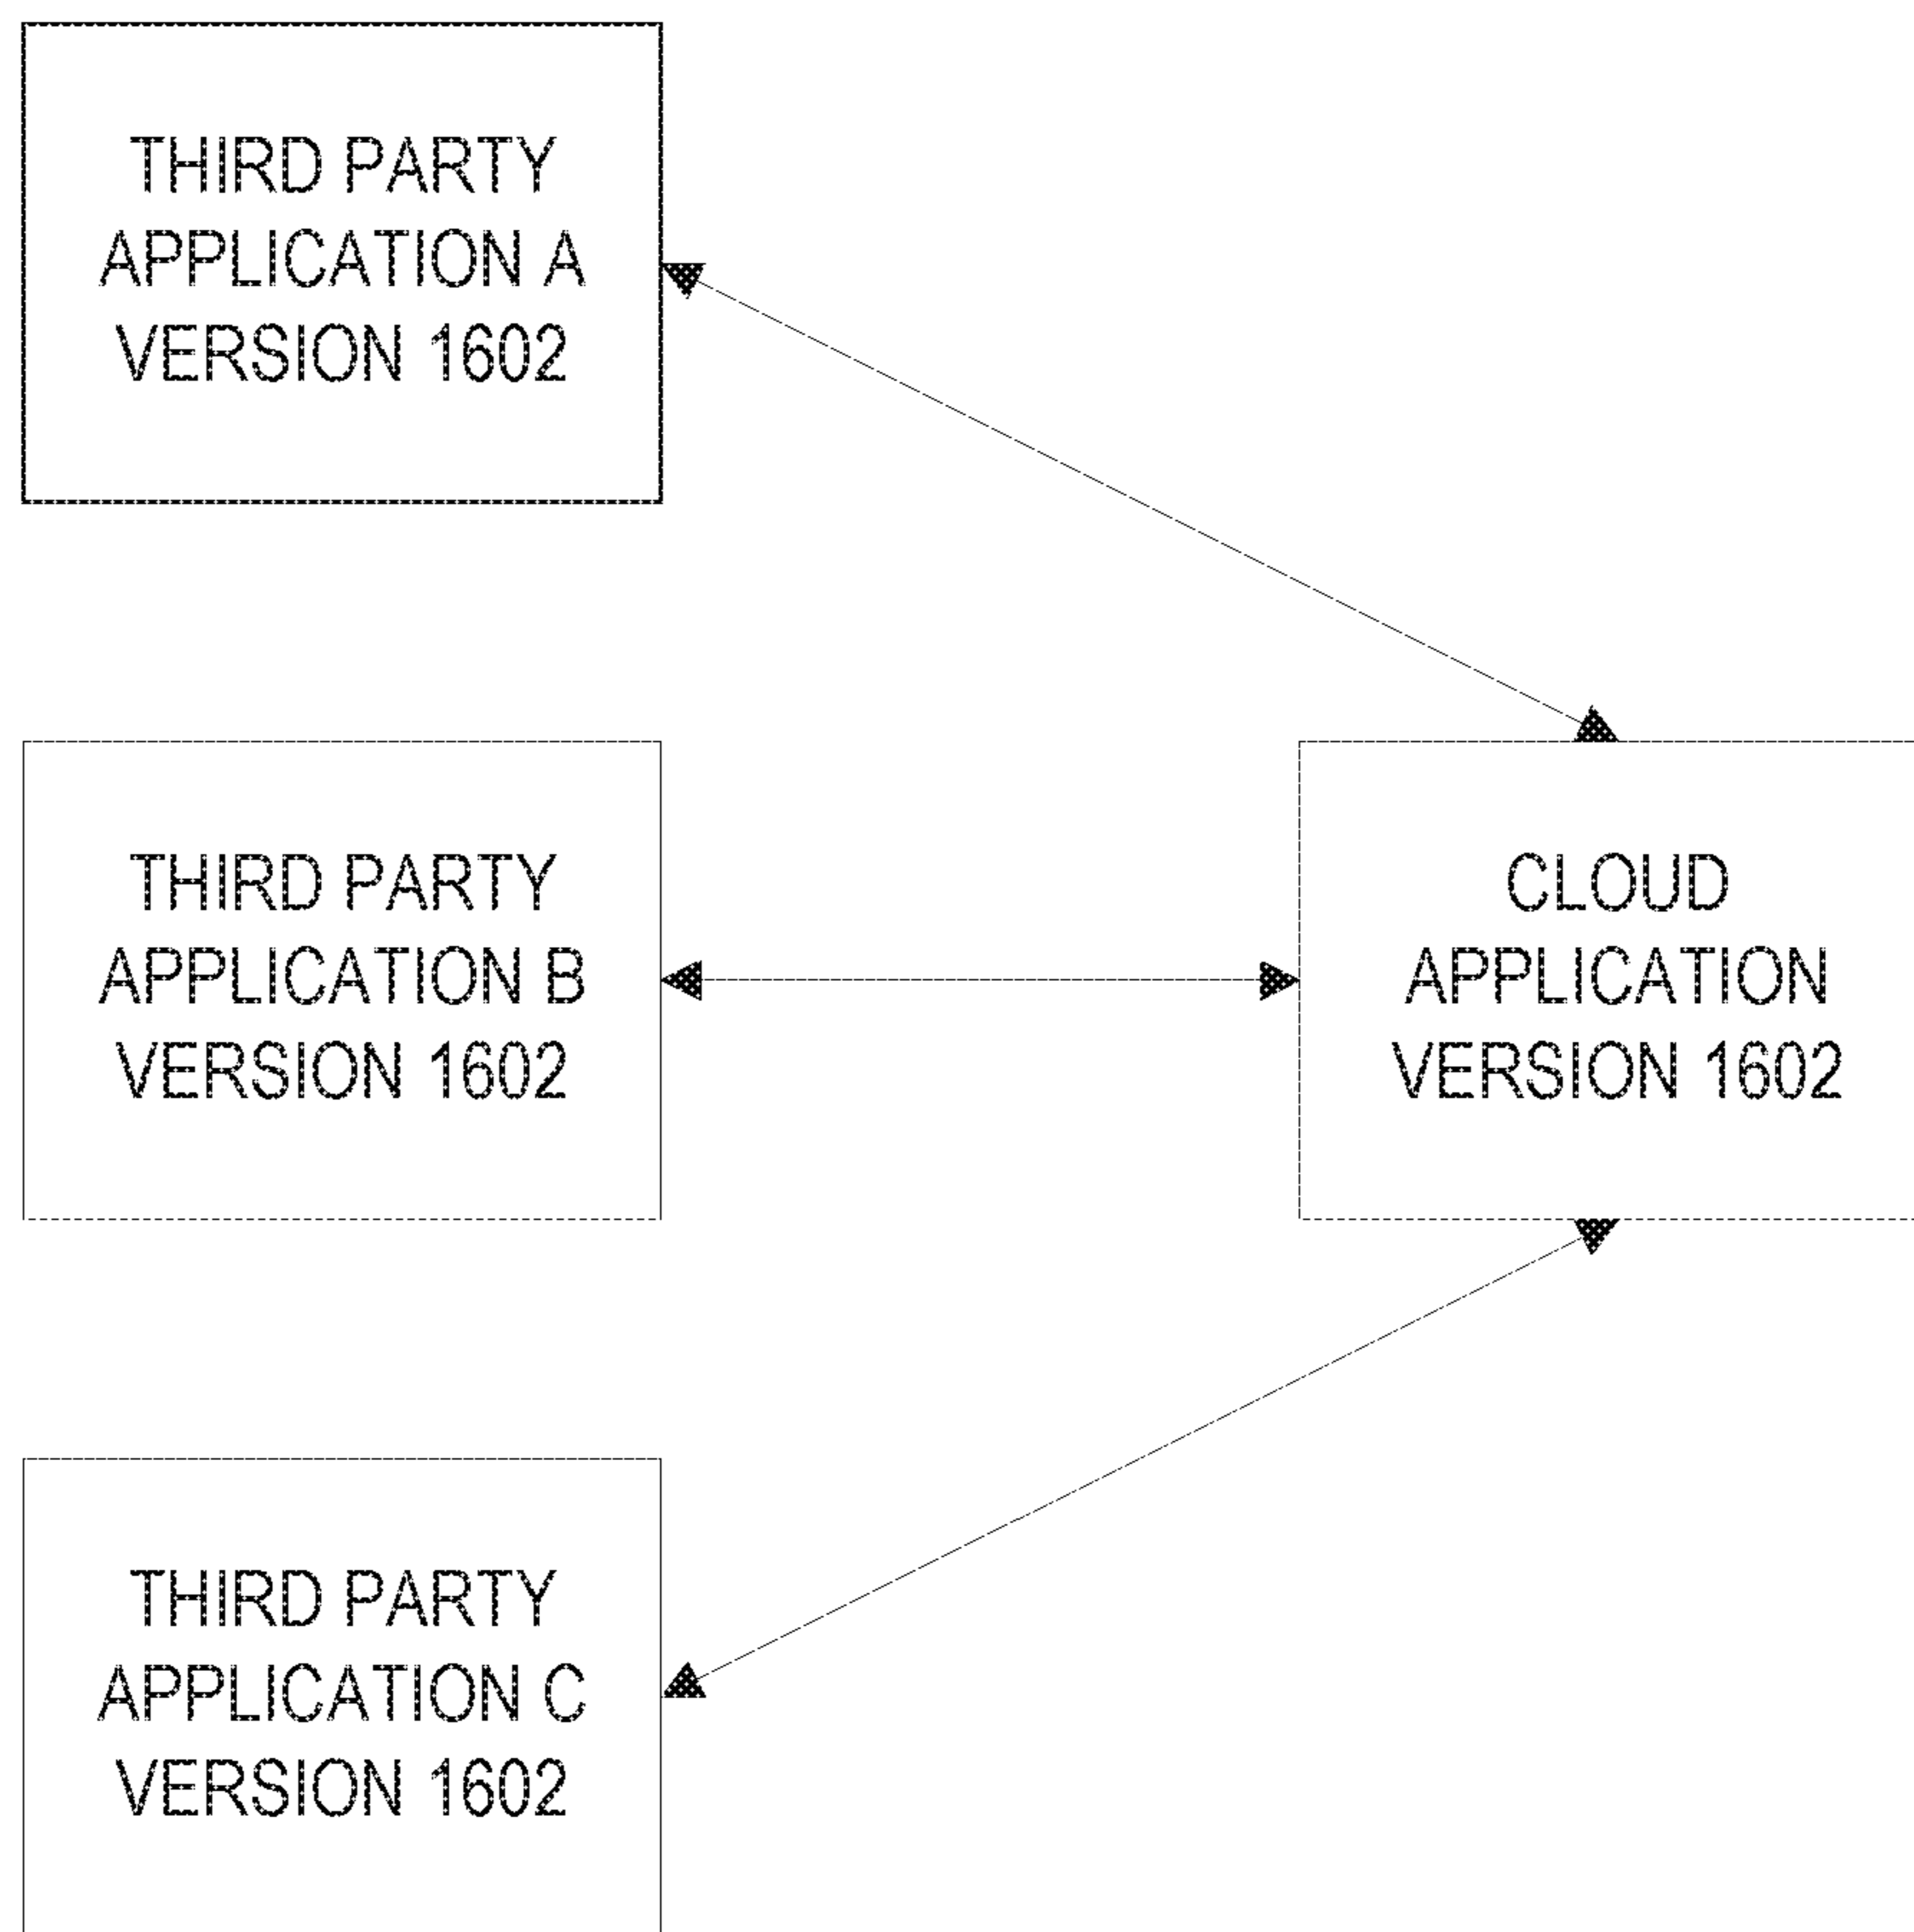 THIRD PARTY
APPLICATION A
VERSION 1602
THIRD PARTY
APPLICATION B
VERSION 1602
CLOUD
APPLICATION
VERSION 1602
THIRD PARTY
APPLICATION C
VERSION 1602